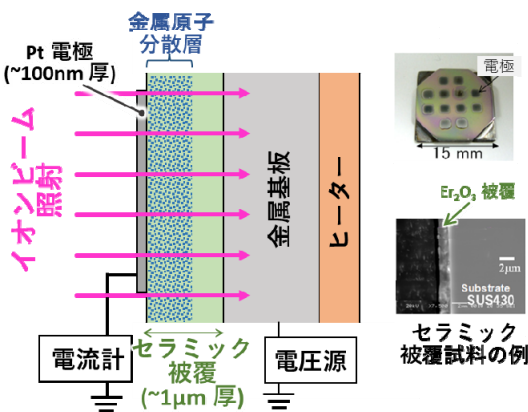 金属原子
分散層
Pt 電極
(~100nm 厚)
イオンビーム
照射
金属基板
ヒーター
電流計
セラミック
被覆
(~1μm 厚)
電圧源
電極
15 mm
Er₂O₃ 被覆
2μm
Substrate
SUS430
セラミック
被覆試料の例